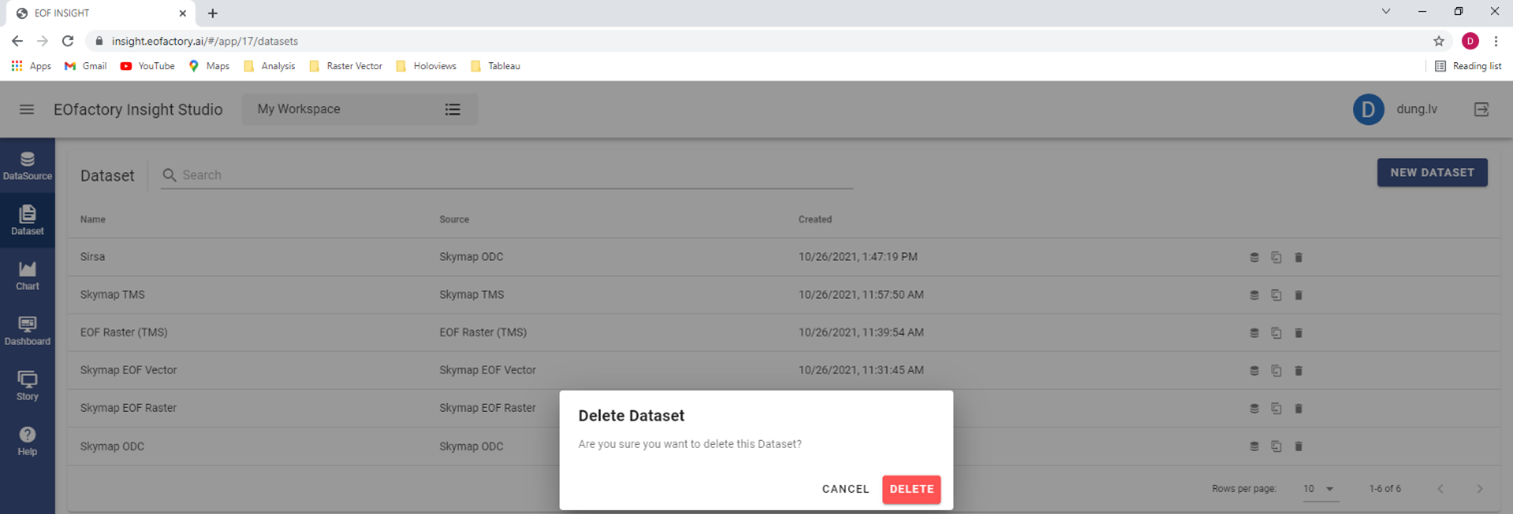 EOF INSIGHT
insight.eofactory.ai/#/app/17/datasets
D
Apps Gmail YouTube Maps Analysis Raster Vector Holoviews Tableau Reading list
EOfactory Insight Studio My Workspace D dung.lv
DataSource
Dataset
Chart
Dashboard
Story
Help
Dataset Search NEW DATASET
Name Source Created
Sirsa Skymap ODC 10/26/2021, 1:47:19 PM
Skymap TMS Skymap TMS 10/26/2021, 11:57:50 AM
EOF Raster (TMS) EOF Raster (TMS) 10/26/2021, 11:39:54 AM
Skymap EOF Vector Skymap EOF Vector 10/26/2021, 11:31:45 AM
Skymap EOF Raster Skymap EOF Raster
Skymap ODC Skymap ODC
Delete Dataset
Are you sure you want to delete this Dataset?
CANCEL DELETE
Rows per page: 10 1-6 of 6